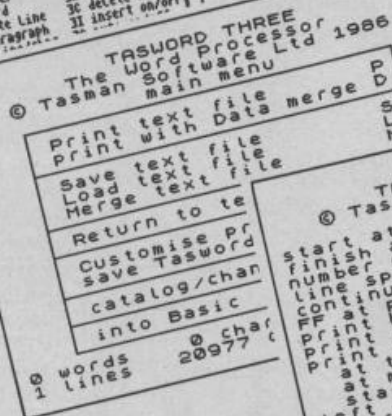 te Line
ragraph
3C delete
3I insert on/off
TASWORD THREE
The Word Processor
© Tasman Software Ltd 1986
main menu
Print text file P
print with Data merge D
Save text file S
Load text file L
Merge text file
Return to te
Customise pr
save Tasword
catalog/chan
into Basic
0 words 0 char
1 lines 20977 c
T
© Tas
start at
finish
number
line sp
continu
FF at
print
print
print
at
at
sta